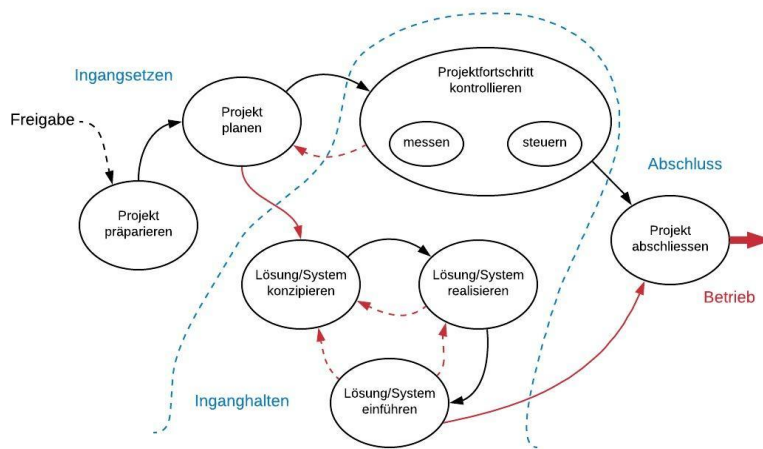 Ingangsetzen
Freigabe
Projekt
präparieren
Projekt
planen
Projektfortschritt
kontrollieren
messen
steuern
Abschluss
Projekt
abschliessen
Betrieb
Lösung/System
konzipieren
Lösung/System
realisieren
Inganghalten
Lösung/System
einführen